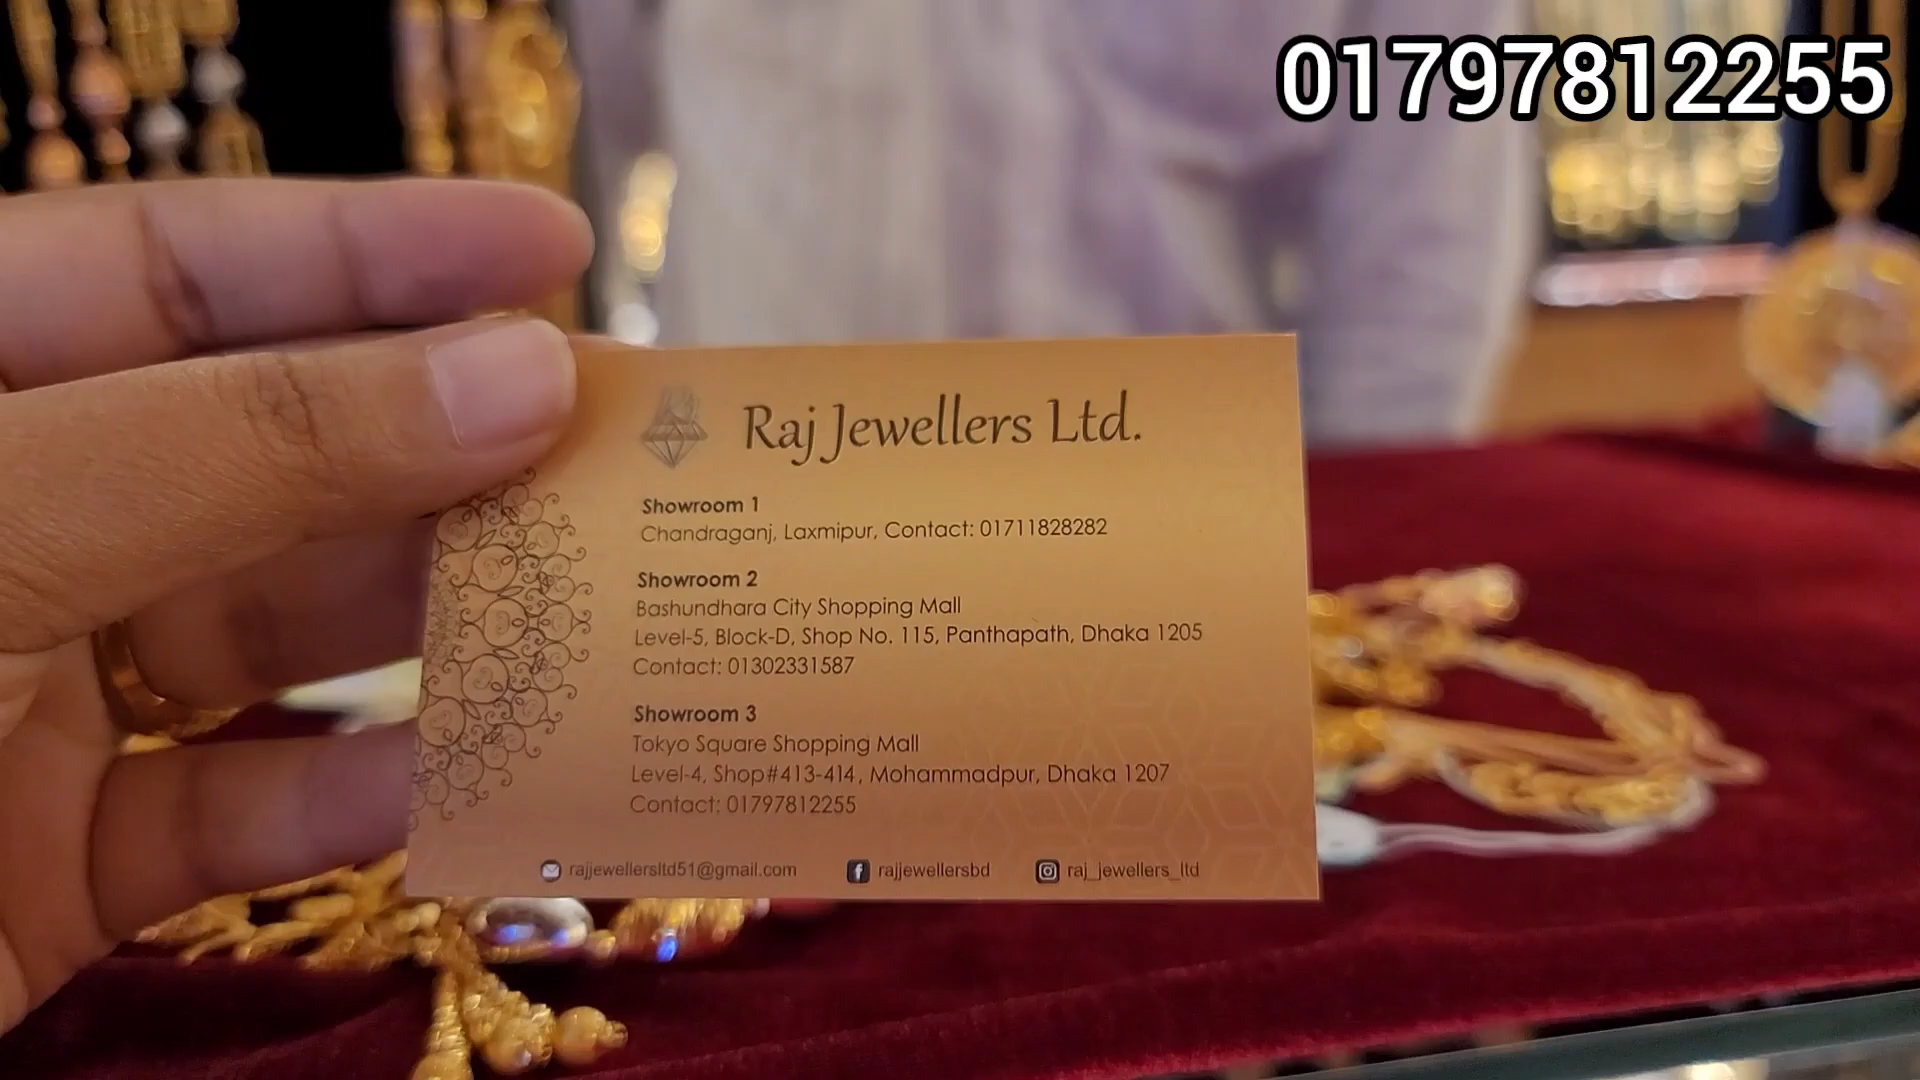 01797812255
Raj Jewellers Ltd.
Showroom 1
Chandraganj, Laxmipur, Contact: 01711828282
Showroom 2
Bashundhara City Shopping Mall
Level-5, Block-D, Shop No. 115, Panthapath, Dhaka 1205
Contact: 01302331587
Showroom 3
Tokyo Square Shopping Mall
Level-4, Shop#413-414, Mohammadpur, Dhaka 1207
Contact: 01797812255
rajjewellersltd51@gmail.com rajjewellersbd raj_jewellers_ltd